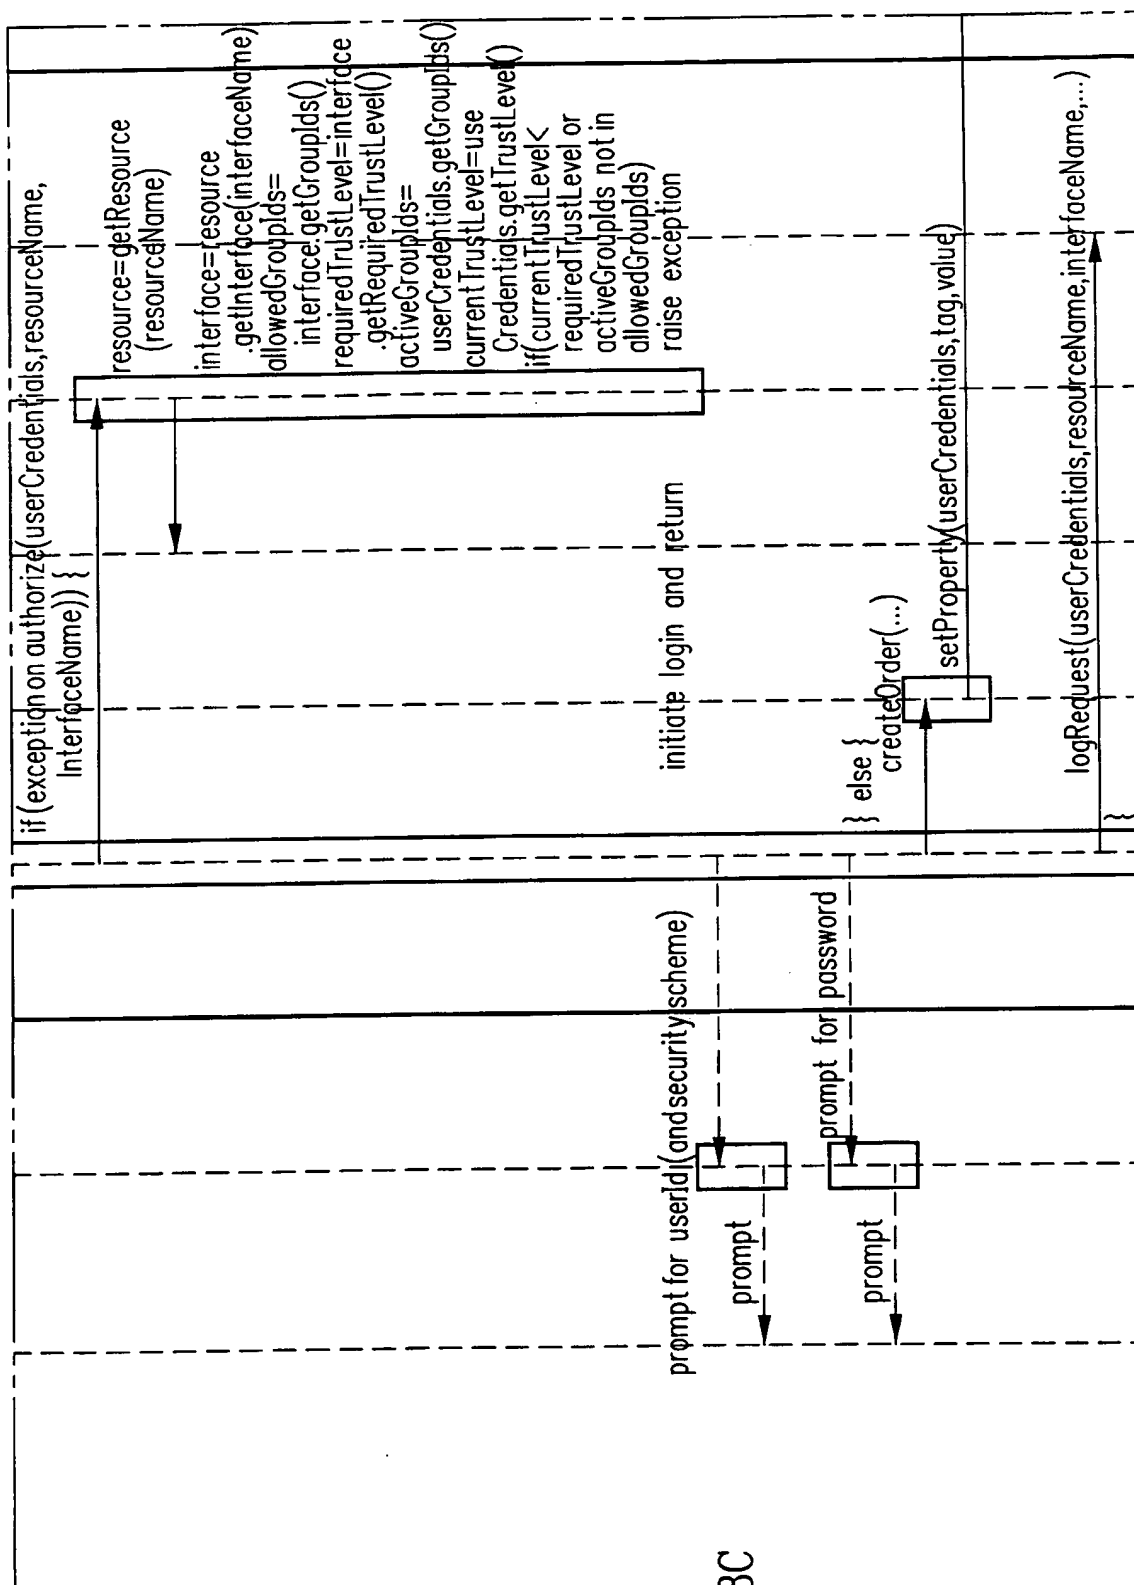 if(exception on authorize(userCredentials,resourceName,
InterfaceName)) {
resource=getResource
(resourceName)
interface=resource
.getInterface(interfaceName)
allowedGroupIds=
interface.getGroupIds()
requiredTrustLevel=interface
.getRequiredTrustLevel()
activeGroupIds=
userCredentials.getGroupIds()
currentTrustLevel=use
Credentials.getTrustLevel()
if(currentTrustLevel<
requiredTrustLevel or
activeGroupIds not in
allowedGroupIds)
raise exception
initiate login and return
prompt for userId (and security scheme)
prompt
prompt for password
prompt
} else {
createOrder(...)
setProperty(userCredentials,tag,value)
logRequest(userCredentials,resourceName,interfaceName,...)
}